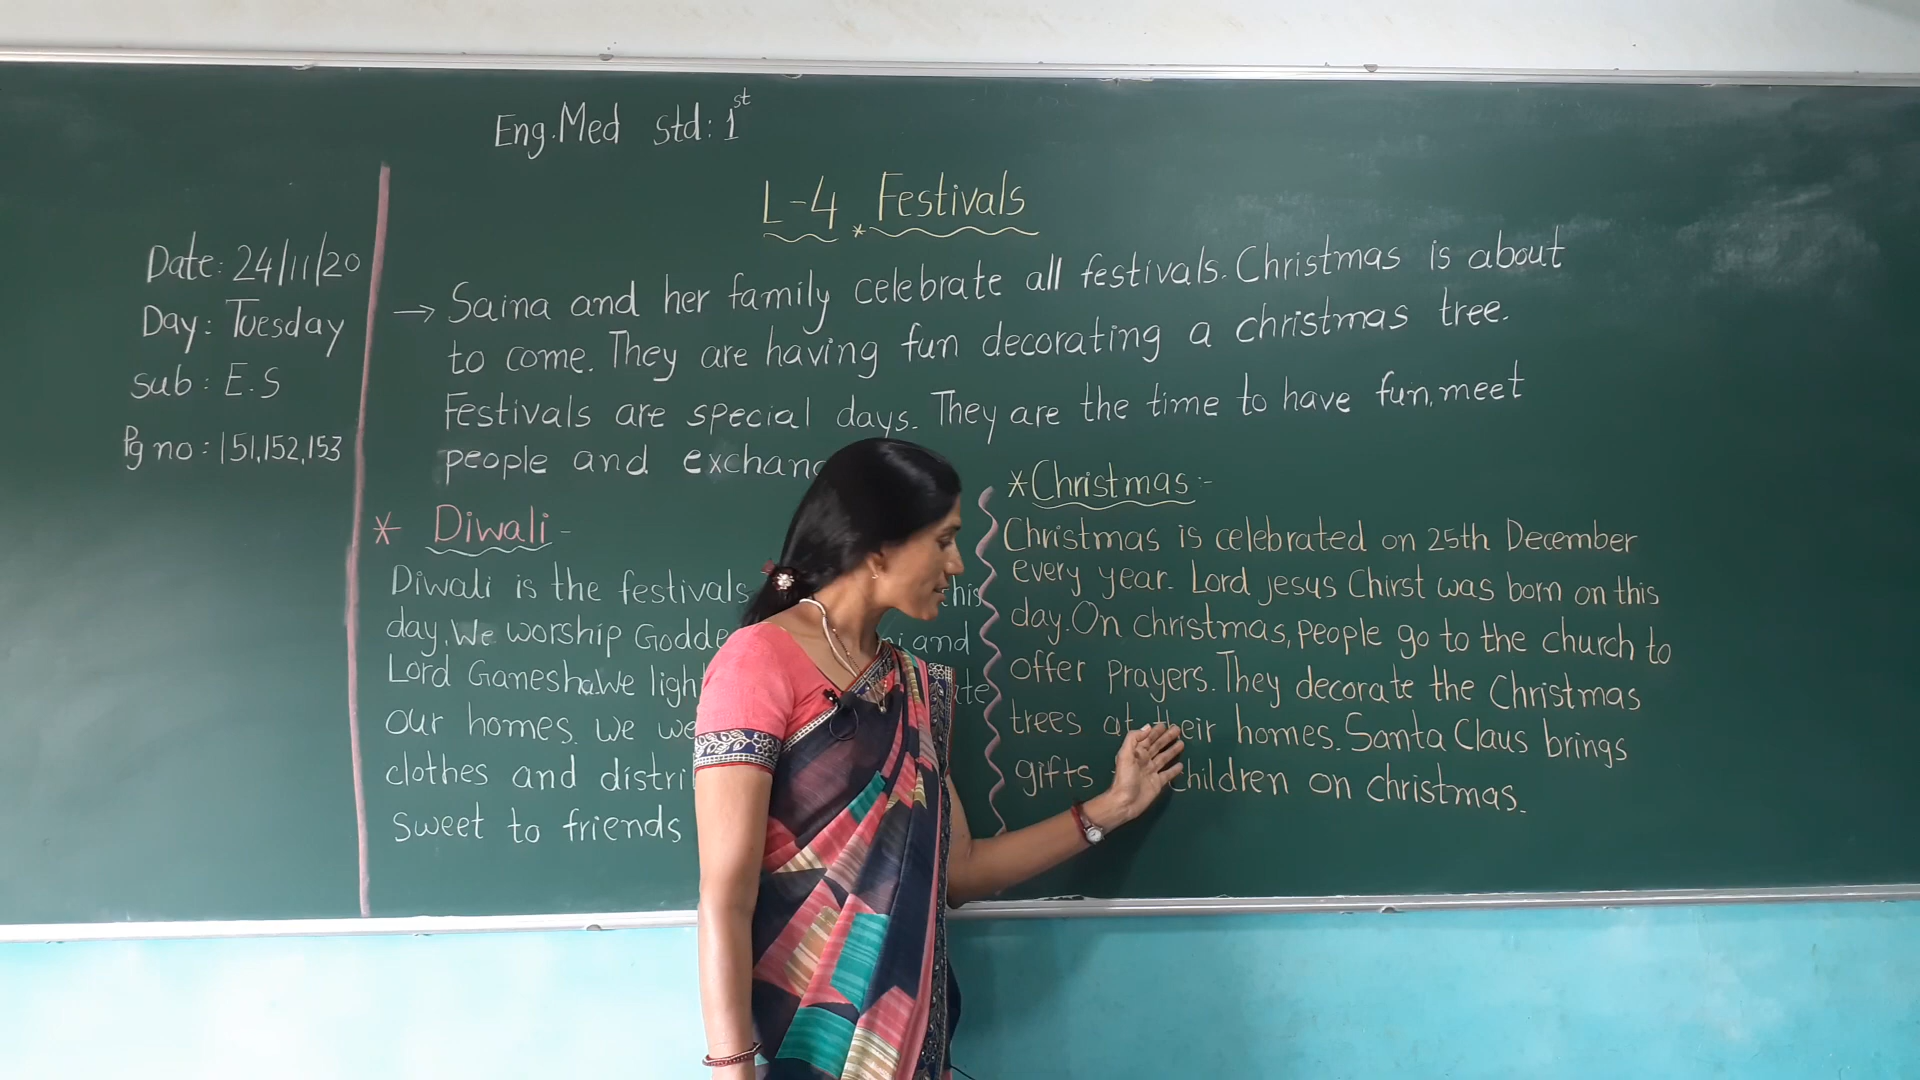 Eng.Med Std: 1st
L-4 * Festivals
Date: 24/11/20
Day: Tuesday
Sub: E.S
Pg no: 151,152,153
→ Saina and her family celebrate all festivals. Christmas is about
to come. They are having fun decorating a christmas tree.
Festivals are special days. They are the time to have fun, meet
people and
* Diwali -
Diwali is the festivals
day. We worship and
Lord Ganesha. We
our homes. We
clothes and
sweet to friends
* Christmas :-
Christmas is celebrated on 25th December
every year. Lord Jesus Chirst was born on this
day. On christmas, people go to the church to
offer prayers. They decorate the Christmas
trees at their homes. Santa Claus brings
gifts children on christmas.